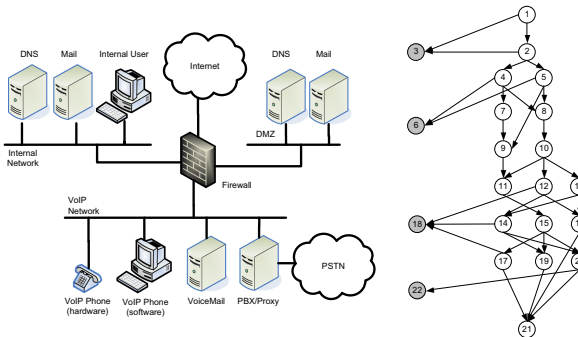 DNS
Mail
Internal User
Internet
DNS
Mail
Internal
Network
DMZ
Firewall
VoIP
Network
VoIP Phone
(hardware)
VoIP Phone
(software)
VoiceMail
PBX/Proxy
PSTN
1
3
2
4
5
6
7
8
9
10
11
12
18
14
15
17
19
22
21